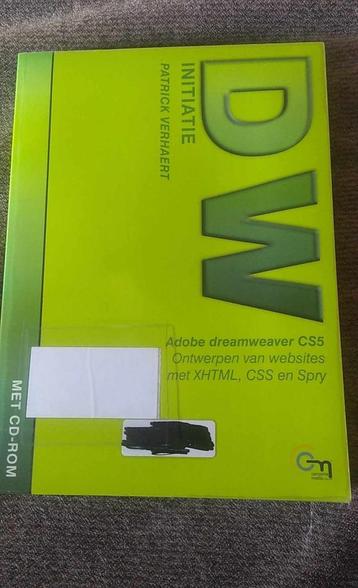 DW
INITIATIE
PATRICK VERHAERT
Adobe dreamweaver CS5
Ontwerpen van websites
met XHTML, CSS en Spry
MET CD-ROM